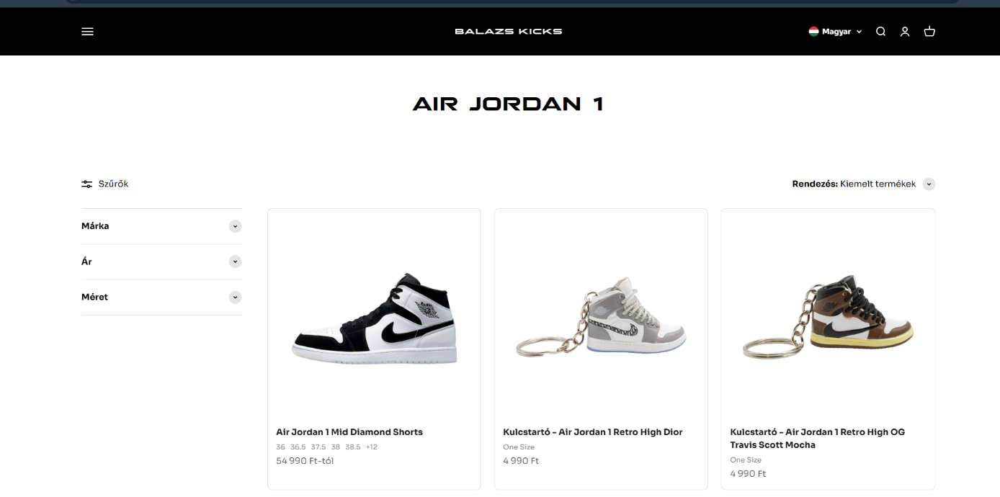 BALAZS KICKS
Magyar
AIR JORDAN 1
Szűrők
Rendezés: Kiemelt termékek
Márka
Ár
Méret
Air Jordan 1 Mid Diamond Shorts
36 36.5 37.5 38 38.5 +12
54 990 Ft-tól
Kulcstartó - Air Jordan 1 Retro High Dior
One Size
4 990 Ft
Kulcstartó - Air Jordan 1 Retro High OG
Travis Scott Mocha
One Size
4 990 Ft